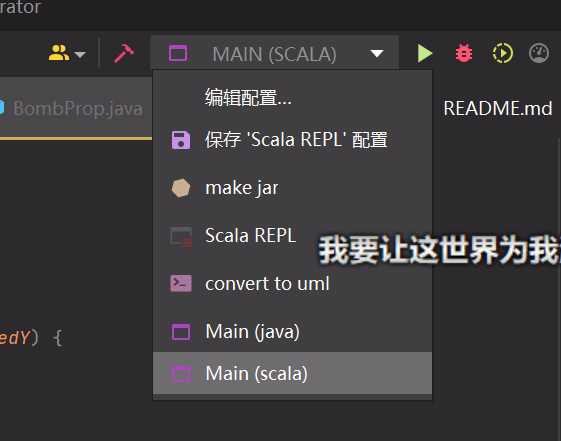 rator
MAIN (SCALA)
BombProp.java
README.md
编辑配置...
保存 'Scala REPL' 配置
make jar
Scala REPL
我要让这世界为我
convert to uml
edY) {
Main (java)
Main (scala)